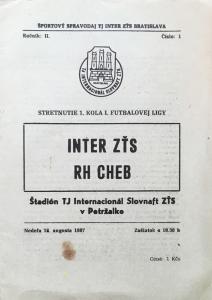 ŠPORTOVÝ SPRAVODAJ TJ INTER ZŤS BRATISLAVA
Ročník: II.
Číslo: 1
STRETNUTIE 1. KOLA I. FUTBALOVEJ LIGY
INTER ZŤS
RH CHEB
Štadión TJ Internacionál Slovnaft ZŤS
v Petržalke
Nedeľa 16. augusta 1987
Začiatok o 10.30 h
Cena: 1 Kčs